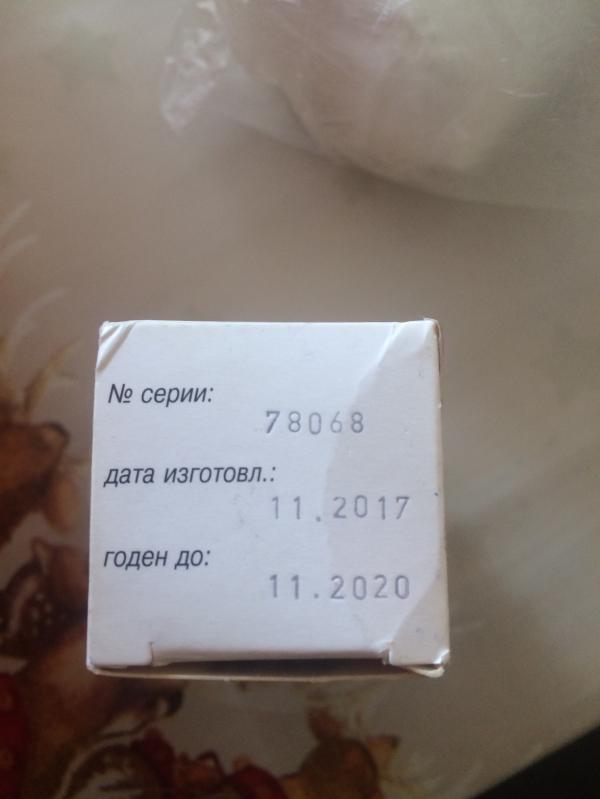 № серии:
78068
дата изготовл.:
11.2017
годен до:
11.2020